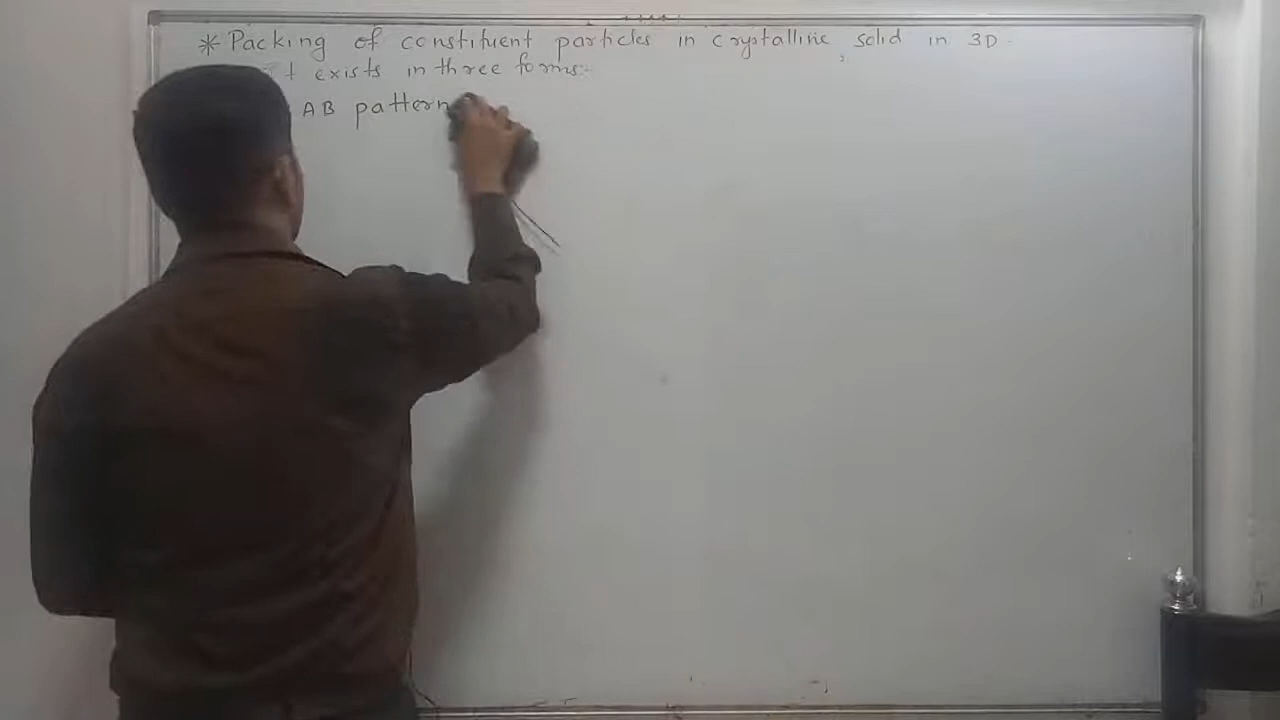 * Packing of constituent particles in crystalline solid in 3D.
exists in three forms:-
AB pattern